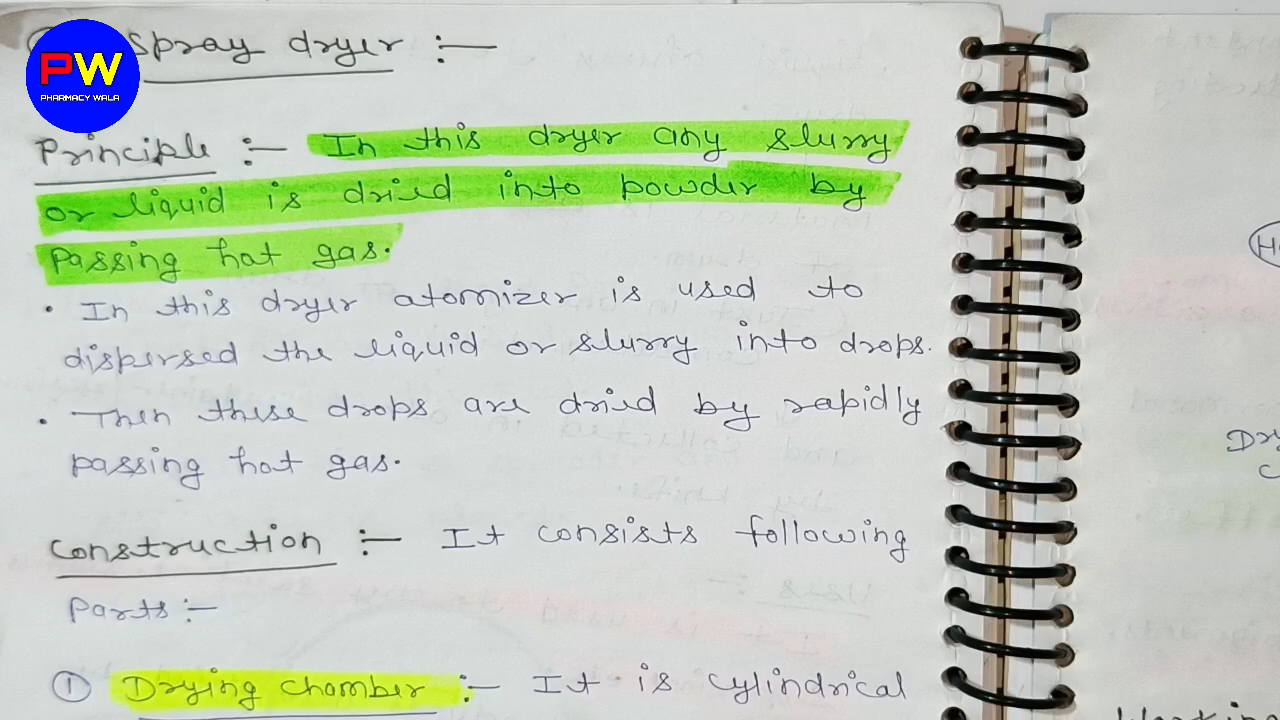 Spray dryer :-
PW
PHARMACY WALA
Principle :- In this dryer any slurry
or liquid is dried into powder by
passing hot gas.
• In this dryer atomizer is used to
dispersed the liquid or slurry into drops.
• Then these drops are dried by rapidly
passing hot gas.
Construction :- It consists following
Parts :-
① Drying chamber :- It is cylindrical